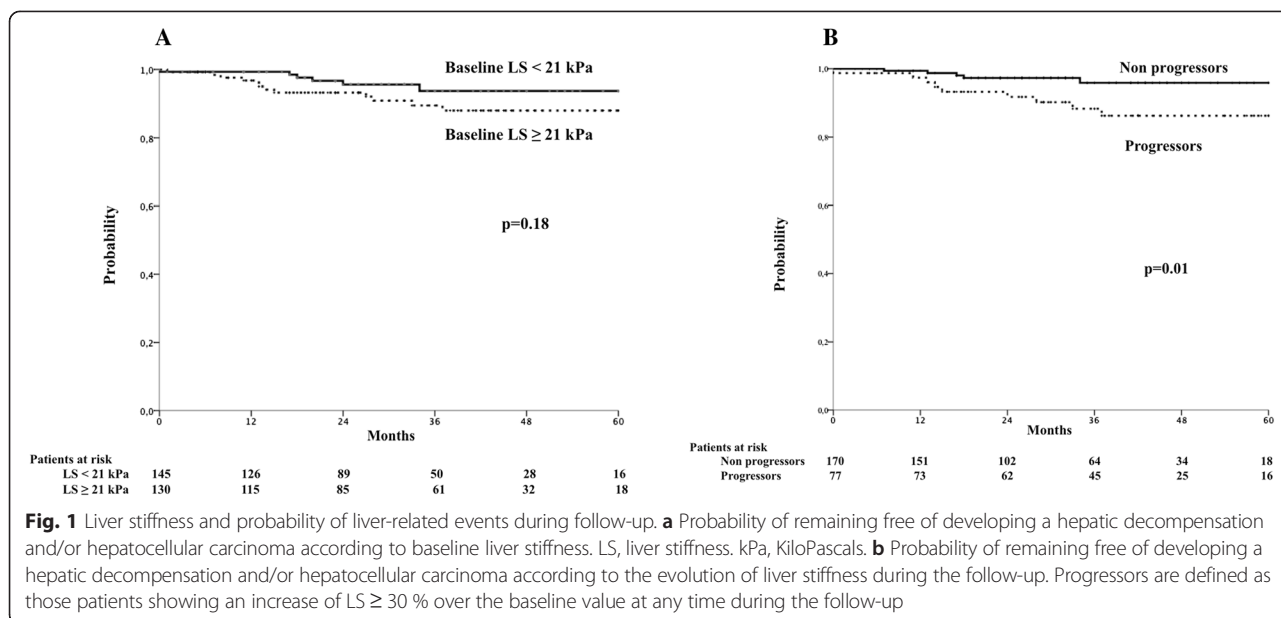 A
Baseline LS < 21 kPa
Baseline LS ≥ 21 kPa
p=0.18
Probability
1,0
0,8
0,6
0,4
0,2
0,0
0 12 24 36 48 60
Months
Patients at risk
LS < 21 kPa 145 126 89 50 28 16
LS ≥ 21 kPa 130 115 85 61 32 18
B
Non progressors
Progressors
p=0.01
Probability
1,0
0,8
0,6
0,4
0,2
0,0
0 12 24 36 48 60
Months
Patients at risk
Non progressors 170 151 102 64 34 18
Progressors 77 73 62 45 25 16
Fig. 1 Liver stiffness and probability of liver-related events during follow-up. a Probability of remaining free of developing a hepatic decompensation
and/or hepatocellular carcinoma according to baseline liver stiffness. LS, liver stiffness. kPa, KiloPascals. b Probability of remaining free of developing a
hepatic decompensation and/or hepatocellular carcinoma according to the evolution of liver stiffness during the follow-up. Progressors are defined as
those patients showing an increase of LS ≥ 30 % over the baseline value at any time during the follow-up